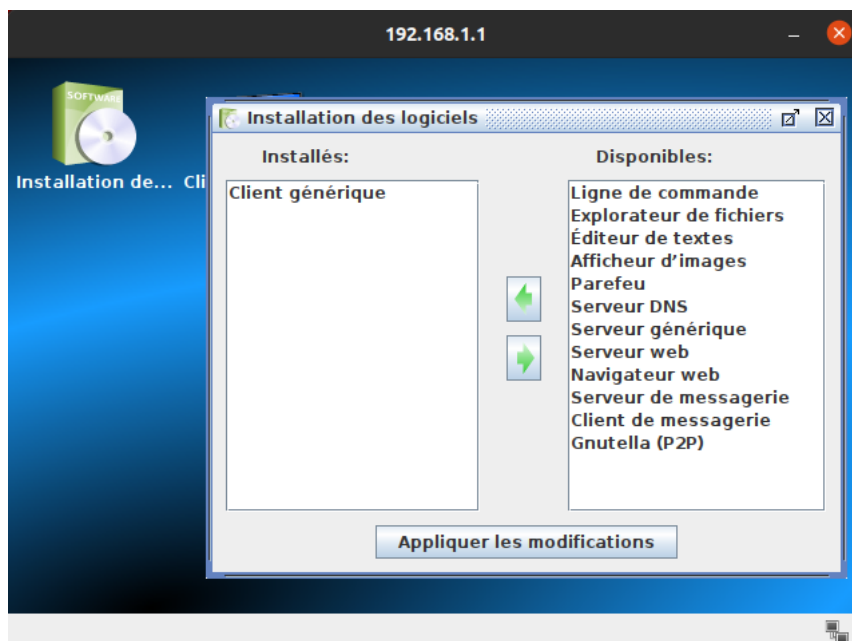 192.168.1.1
SOFTWARE
Installation de... Cli
Installation des logiciels
Installés:
Client générique
Disponibles:
Ligne de commande
Explorateur de fichiers
Éditeur de textes
Afficheur d’images
Parefeu
Serveur DNS
Serveur générique
Serveur web
Navigateur web
Serveur de messagerie
Client de messagerie
Gnutella (P2P)
Appliquer les modifications